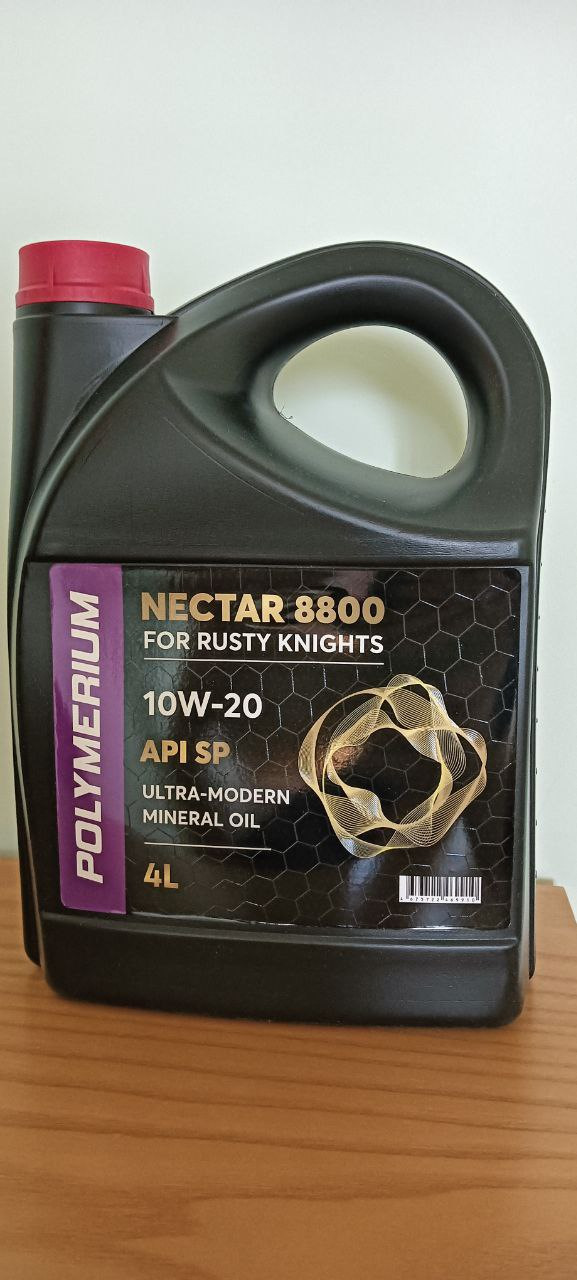 POLYMERIUM
NECTAR 8800
FOR RUSTY KNIGHTS
10W-20
API SP
ULTRA-MODERN
MINERAL OIL
4L